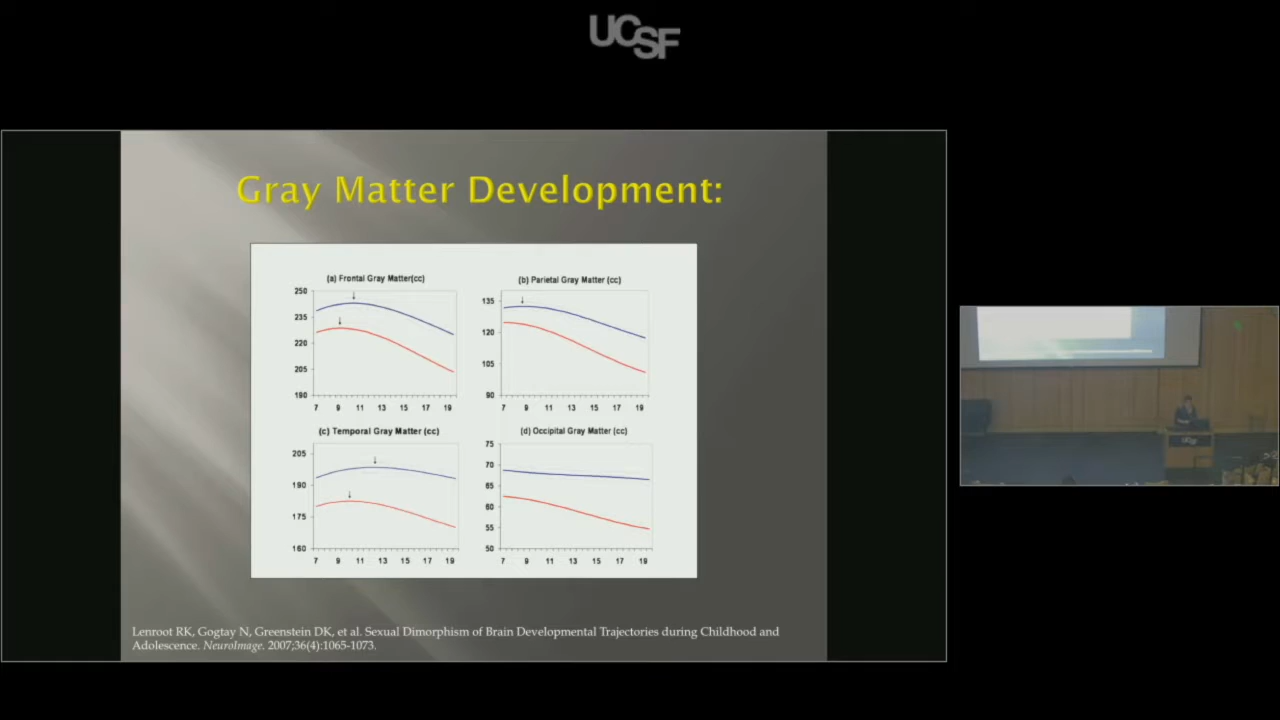 UCSF
Gray Matter Development:
(a) Frontal Gray Matter(cc)
250
235
220
205
190
7 9 11 13 15 17 19
(b) Parietal Gray Matter (cc)
135
120
105
90
7 9 11 13 15 17 19
(c) Temporal Gray Matter (cc)
205
190
175
160
7 9 11 13 15 17 19
(d) Occipital Gray Matter (cc)
75
70
65
60
55
50
7 9 11 13 15 17 19
Lenroot RK, Gogtay N, Greenstein DK, et al. Sexual Dimorphism of Brain Developmental Trajectories during Childhood and
Adolescence. NeuroImage. 2007;36(4):1065-1073.
UCSF